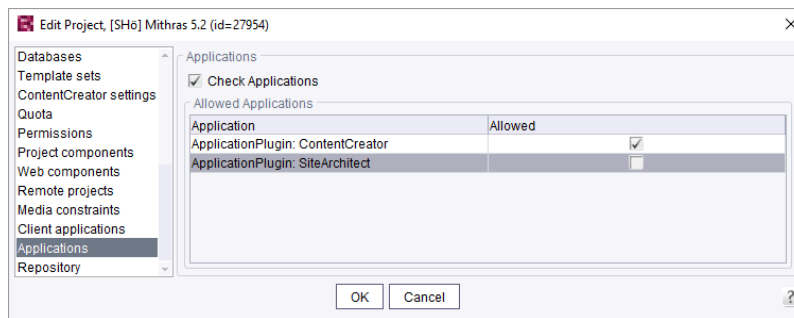 Edit Project, [SHō] Mithras 5.2 (id=27954)
Databases
Template sets
ContentCreator settings
Quota
Permissions
Project components
Web components
Remote projects
Media constraints
Client applications
Applications
Repository
Applications
Check Applications
Allowed Applications
Application Allowed
ApplicationPlugin: ContentCreator
ApplicationPlugin: SiteArchitect
OK Cancel
?